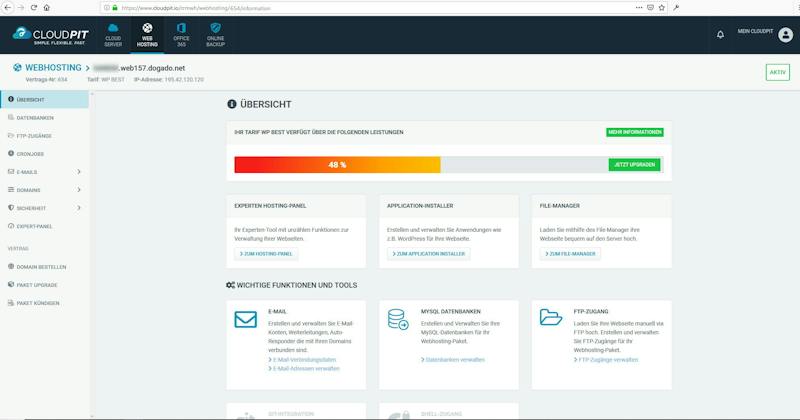 https://www.cloudpit.io/crmwh/webhosting/654/information
CLOUDPIT
SIMPLE. FLEXIBLE. FAST.
CLOUD SERVER
WEB HOSTING
OFFICE 365
ONLINE BACKUP
MEIN CLOUDPIT
WEBHOSTING > .web157.dogado.net
Vertrags-Nr: 634 Tarif: WP BEST IP-Adresse: 195.42.120.120
AKTIV
ÜBERSICHT
DATENBANKEN
FTP-ZUGÄNGE
CRONJOBS
E-MAILS
DOMAINS
SICHERHEIT
EXPERT-PANEL
VERTRAG
DOMAIN BESTELLEN
PAKET UPGRADE
PAKET KÜNDIGEN
ÜBERSICHT
IHR TARIF WP BEST VERFÜGT ÜBER DIE FOLGENDEN LEISTUNGEN
MEHR INFORMATIONEN
48 %
JETZT UPGRADEN
EXPERTEN HOSTING-PANEL
Ihr Experten Tool mit unzählen Funktionen zur
Verwaltung Ihrer Webseiten.
> ZUM HOSTING-PANEL
APPLICATION-INSTALLER
Erstellen und verwalten Sie Anwendungen wie
z.B. WordPress für Ihre Webseite.
> ZUM APPLICATION INSTALLER
FILE-MANAGER
Laden Sie mithilfe des File-Manager ihre
Webseite bequem auf den Server hoch.
> ZUM FILE-MANAGER
WICHTIGE FUNKTIONEN UND TOOLS
E-MAIL
Erstellen und verwalten Sie E-Mail-
Konten, Weiterleitungen, Auto-
Responder die mit Ihren Domains
verbunden sind.
> E-Mail-Verbindungsdaten
> E-Mail-Adressen verwalten
MYSQL DATENBANKEN
Erstellen und Verwalten Sie Ihre
MySQL-Datenbanken für ihr
Webhosting-Paket.
> Datenbanken verwalten
FTP-ZUGANG
Laden Sie Ihre Webseite manuell via
FTP hoch. Erstellen und verwalten
Sie FTP-Zugänge für Ihr
Webhosting-Paket.
> FTP-Zugänge verwalten
GIT-INTEGRATION
SHELL-ZUGANG